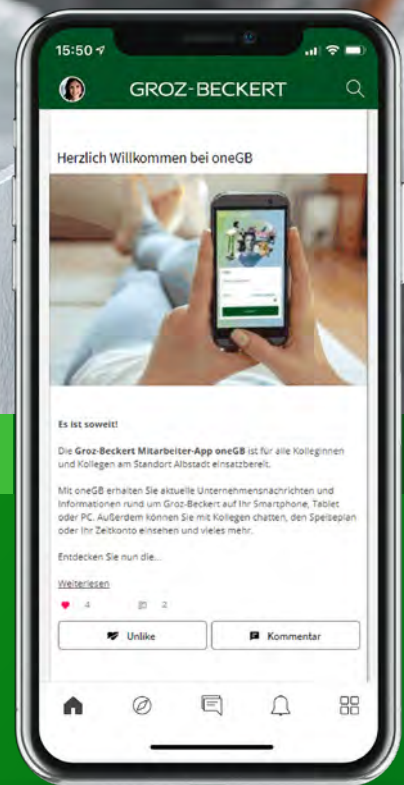 15:50
GROZ-BECKERT
Herzlich Willkommen bei oneGB
Es ist soweit!
Die Groz-Beckert Mitarbeiter-App oneGB ist für alle Kolleginnen
und Kollegen am Standort Albstadt einsatzbereit.
Mit oneGB erhalten Sie aktuelle Unternehmensnachrichten und
Informationen rund um Groz-Beckert auf Ihr Smartphone, Tablet
oder PC. Außerdem können Sie mit Kollegen chatten, den Speiseplan
oder Ihr Zeitkonto einsehen und vieles mehr.
Entdecken Sie nun die...
Weiterlesen
4 2
Unlike Kommentar